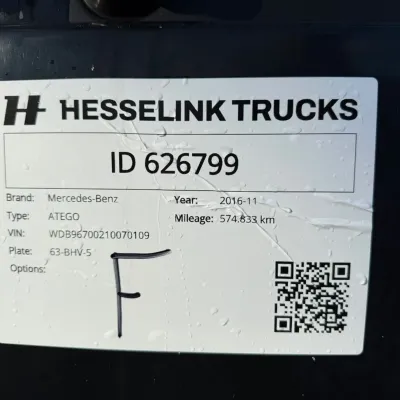 HESSELINK TRUCKS
ID 626799
Brand: Mercedes-Benz Year: 2016-11
Type: ATEGO Mileage: 574.833 km
VIN: WDB96700210070109
Plate: 63-BHV-5
Options:
F